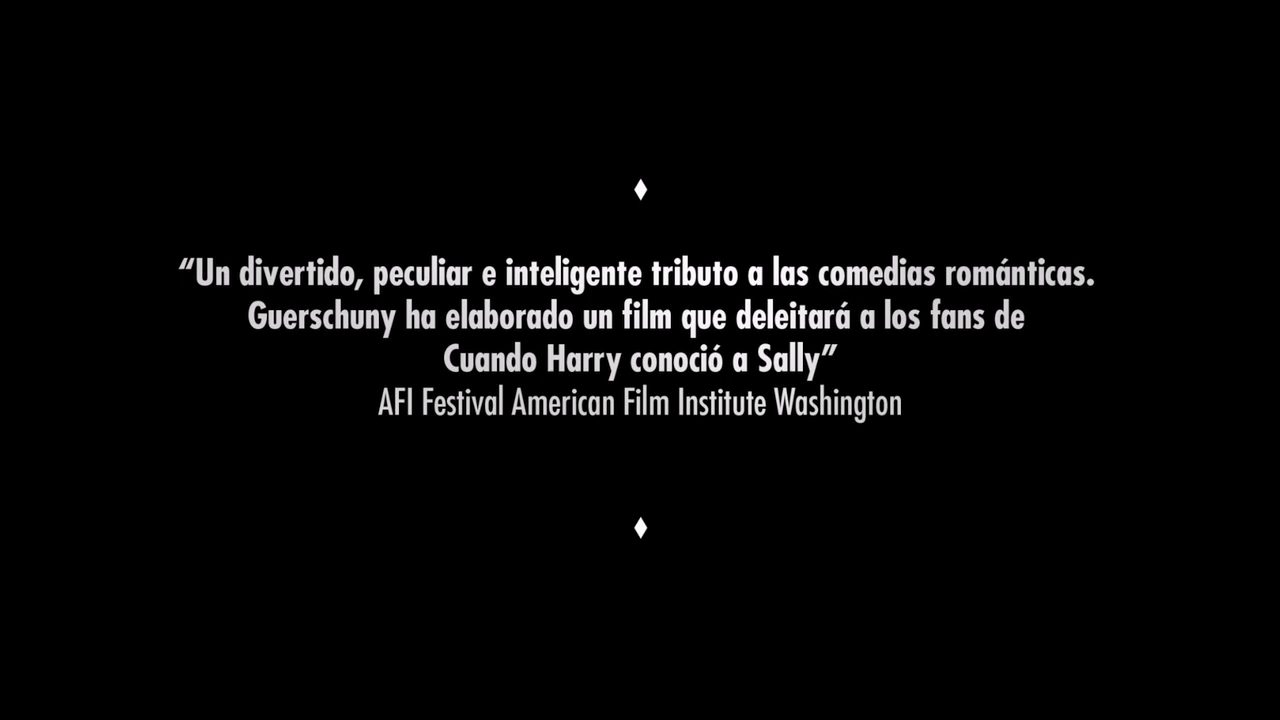 “Un divertido, peculiar e inteligente tributo a las comedias románticas.
Guerschuny ha elaborado un film que deleitará a los fans de
Cuando Harry conoció a Sally”
AFI Festival American Film Institute Washington